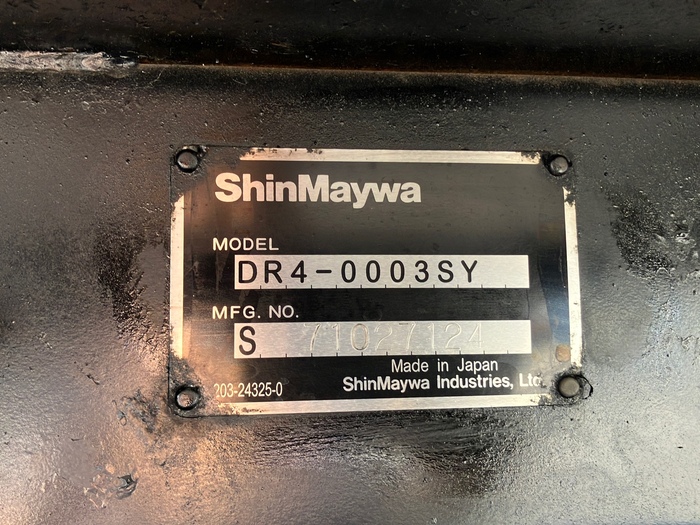 ShinMaywa
MODEL
DR4-0003SY
MFG. NO.
S 71027124
Made in Japan
203-24325-0
ShinMaywa Industries, Ltd.